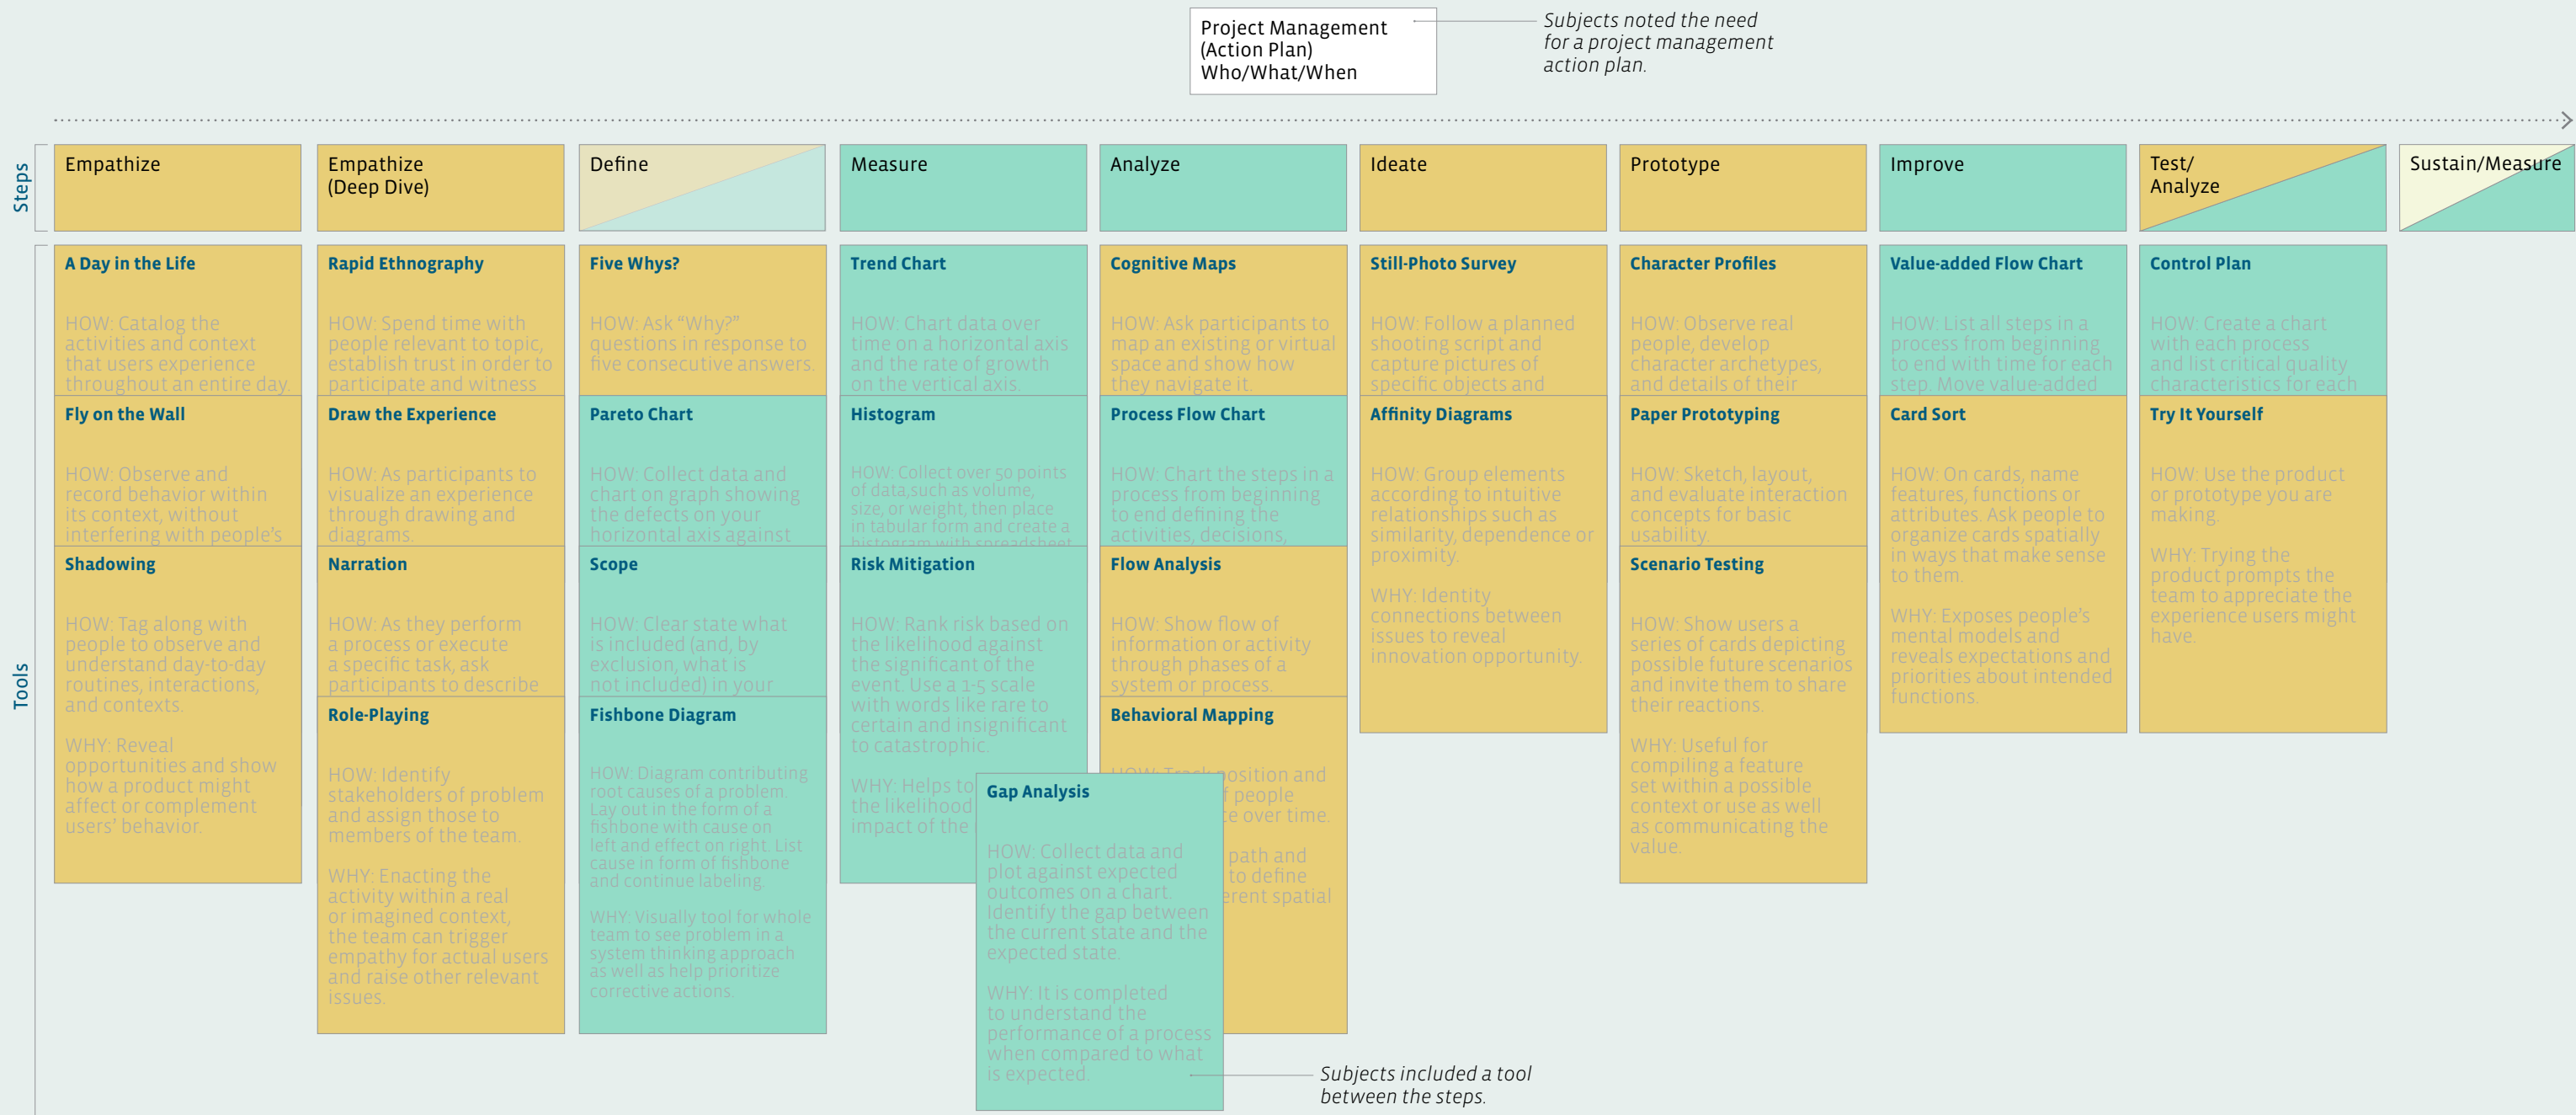 Project Management
(Action Plan)
Who/What/When
Subjects noted the need
for a project management
action plan.
Steps
Empathize
Empathize
(Deep Dive)
Define
Measure
Analyze
Ideate
Prototype
Improve
Test/
Analyze
Sustain/Measure
Tools
A Day in the Life
HOW: Catalog the
activities and context
that users experience
throughout an entire day.
Fly on the Wall
HOW: Observe and
record behavior within
its context, without
interfering with people’s
Shadowing
HOW: Tag along with
people to observe and
understand day-to-day
routines, interactions,
and contexts.
WHY: Reveal
opportunities and show
how a product might
affect or complement
users’ behavior.
Rapid Ethnography
HOW: Spend time with
people relevant to topic,
establish trust in order to
participate and witness
Draw the Experience
HOW: As participants to
visualize an experience
through drawing and
diagrams.
Narration
HOW: As they perform
a process or execute
a specific task, ask
participants to describe
Role-Playing
HOW: Identify
stakeholders of problem
and assign those to
members of the team.
WHY: Enacting the
activity within a real
or imagined context,
the team can trigger
empathy for actual users
and raise other relevant
issues.
Five Whys?
HOW: Ask “Why?”
questions in response to
five consecutive answers.
Pareto Chart
HOW: Collect data and
chart on graph showing
the defects on your
horizontal axis against
Scope
HOW: Clear state what
is included (and, by
exclusion, what is
not included) in your
Fishbone Diagram
HOW: Diagram contributing
root causes of a problem.
Lay out in the form of a
fishbone with cause on
left and effect on right. List
cause in form of fishbone
and continue labeling.
WHY: Visually tool for whole
team to see problem in a
system thinking approach
as well as help prioritize
corrective actions.
Trend Chart
HOW: Chart data over
time on a horizontal axis
and the rate of growth
on the vertical axis.
Histogram
HOW: Collect over 50 points
of data,such as volume,
size, or weight, then place
in tabular form and create a
histogram with spreadsheet
Risk Mitigation
HOW: Rank risk based on
the likelihood against
the significant of the
event. Use a 1-5 scale
with words like rare to
certain and insignificant
to catastrophic.
WHY: Helps to
the likelihood
impact of the
Gap Analysis
HOW: Collect data and
plot against expected
outcomes on a chart.
Identify the gap between
the current state and the
expected state.
WHY: It is completed
to understand the
performance of a process
when compared to what
is expected.
Subjects included a tool
between the steps.
Cognitive Maps
HOW: Ask participants to
map an existing or virtual
space and show how
they navigate it.
Process Flow Chart
HOW: Chart the steps in a
process from beginning
to end defining the
activities, decisions,
Flow Analysis
HOW: Show flow of
information or activity
through phases of a
system or process.
Behavioral Mapping
HOW: Track position and
people
over time.
path and
to define
spatial
Still-Photo Survey
HOW: Follow a planned
shooting script and
capture pictures of
specific objects and
Affinity Diagrams
HOW: Group elements
according to intuitive
relationships such as
similarity, dependence or
proximity.
WHY: Identity
connections between
issues to reveal
innovation opportunity.
Character Profiles
HOW: Observe real
people, develop
character archetypes,
and details of their
Paper Prototyping
HOW: Sketch, layout,
and evaluate interaction
concepts for basic
usability.
Scenario Testing
HOW: Show users a
series of cards depicting
possible future scenarios
and invite them to share
their reactions.
WHY: Useful for
compiling a feature
set within a possible
context or use as well
as communicating the
value.
Value-added Flow Chart
HOW: List all steps in a
process from beginning
to end with time for each
step. Move value-added
Card Sort
HOW: On cards, name
features, functions or
attributes. Ask people to
organize cards spatially
in ways that make sense
to them.
WHY: Exposes people’s
mental models and
reveals expectations and
priorities about intended
functions.
Control Plan
HOW: Create a chart
with each process
and list critical quality
characteristics for each
Try It Yourself
HOW: Use the product
or prototype you are
making.
WHY: Trying the
product prompts the
team to appreciate the
experience users might
have.